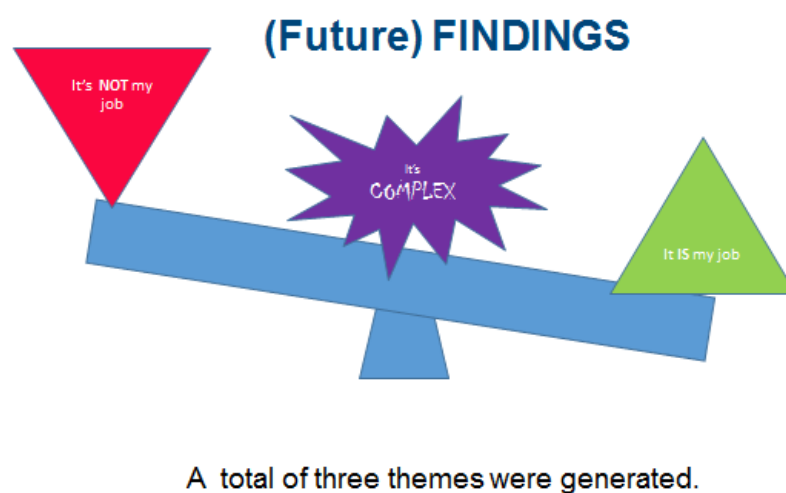 (Future) FINDINGS
It's NOT my
job
It's
COMPLEX
It IS my job
A total of three themes were generated.